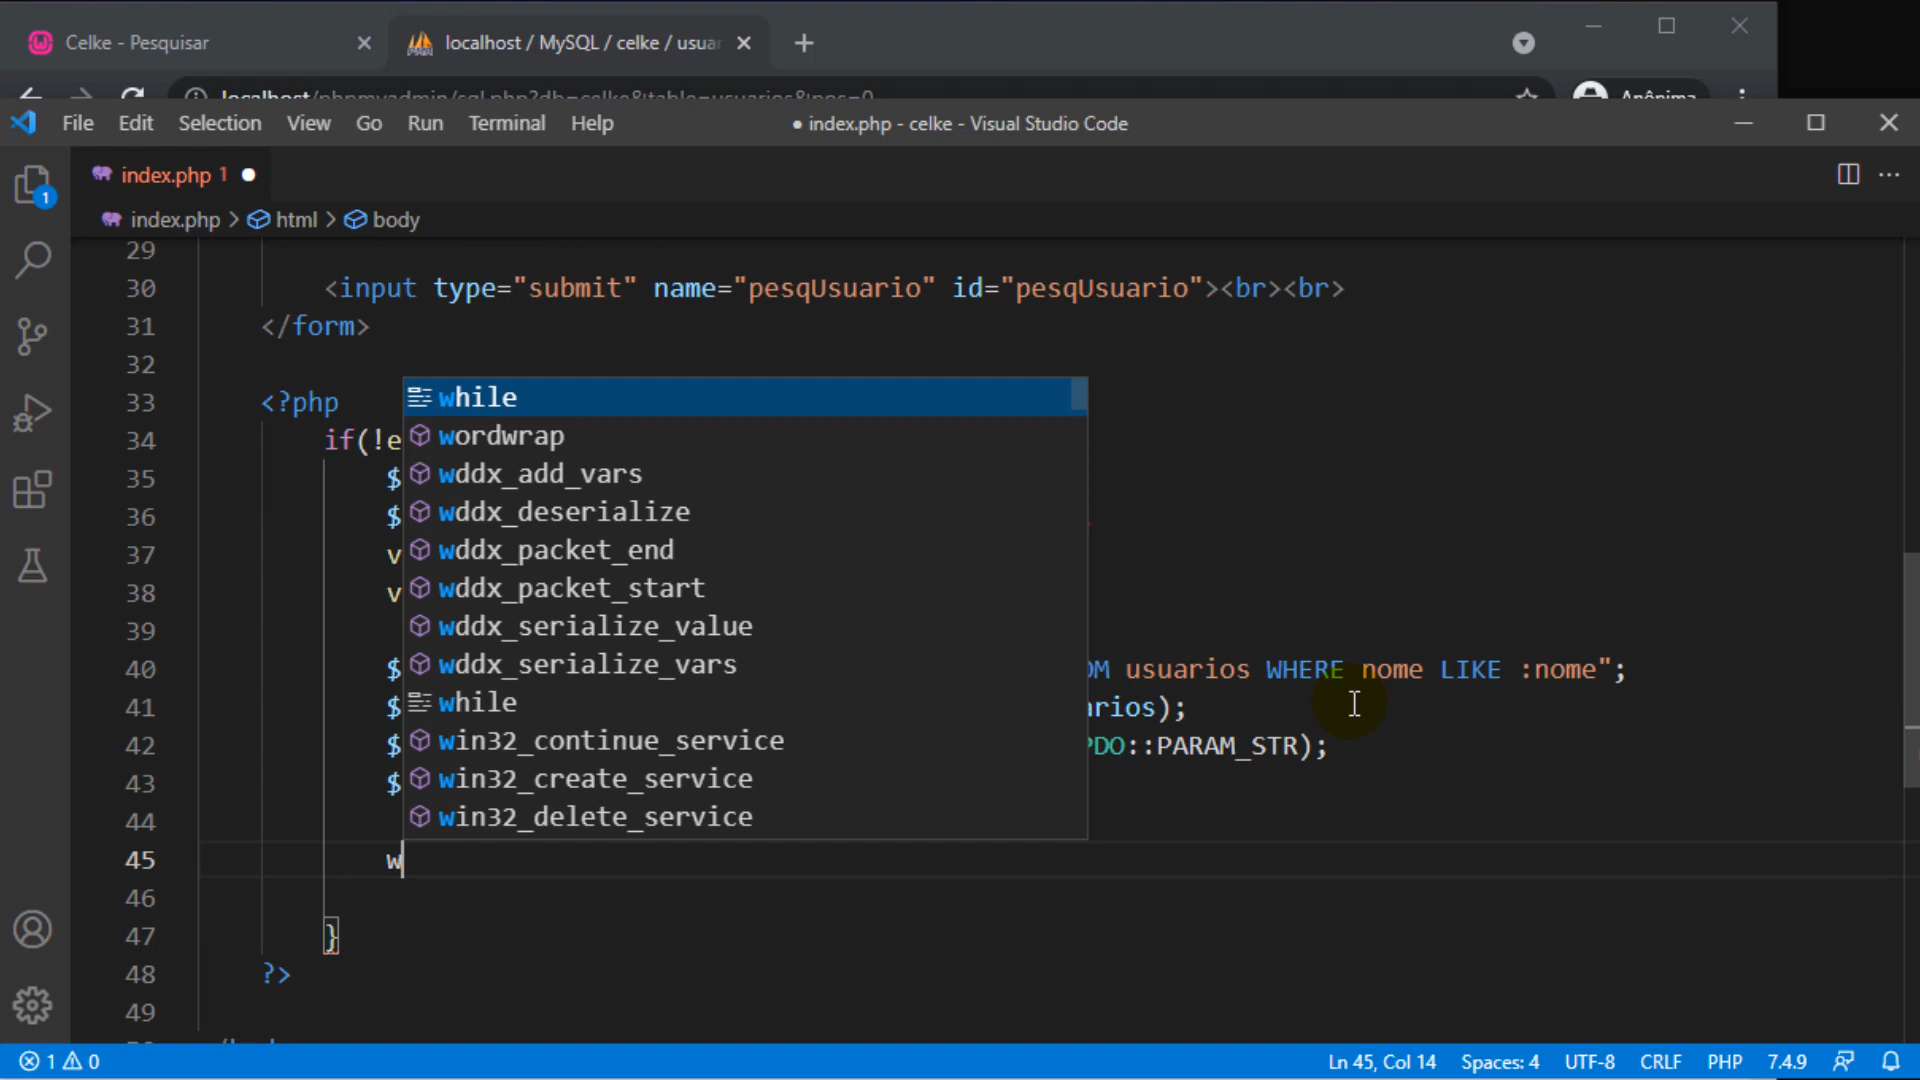 Celke - Pesquisar
localhost / MySQL / celke / usuar
localhost/phpmyadmin/sql.php?db=celke&table=usuarios&pos=0
Anônima
File Edit Selection View Go Run Terminal Help
● index.php - celke - Visual Studio Code
index.php 1 ●
index.php > html > body
1
29
30 <input type="submit" name="pesqUsuario" id="pesqUsuario"><br><br>
31 </form>
32
33 <?php
34 if(!e
35 $
36 $
37 v
38 v
39
40 $ OM usuarios WHERE nome LIKE :nome";
41 $ arios);
42 $ PDO::PARAM_STR);
43 $
44
45 w
46
47 }
48 ?>
49
while
wordwrap
wddx_add_vars
wddx_deserialize
wddx_packet_end
wddx_packet_start
wddx_serialize_value
wddx_serialize_vars
while
win32_continue_service
win32_create_service
win32_delete_service
1 0
Ln 45, Col 14 Spaces: 4 UTF-8 CRLF PHP 7.4.9